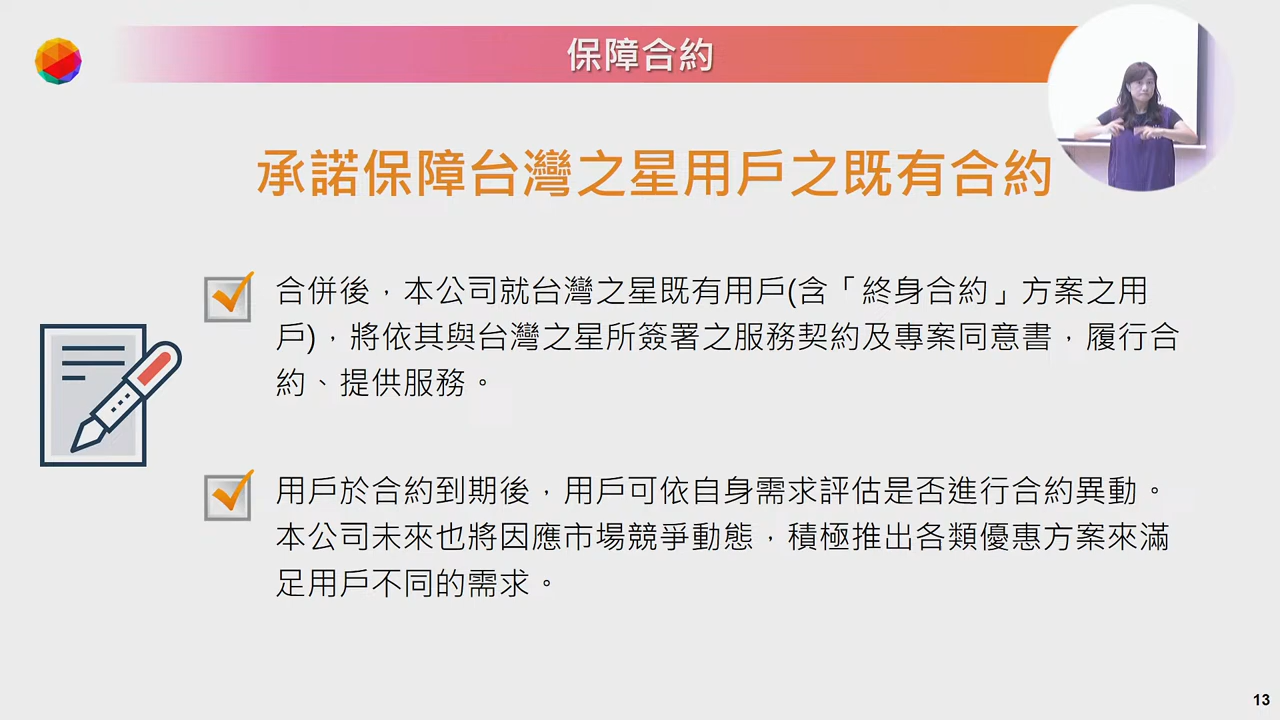 保障合約
承諾保障台灣之星用戶之既有合約
合併後，本公司就台灣之星既有用戶(含「終身合約」方案之用
戶)，將依其與台灣之星所簽署之服務契約及專案同意書，履行合
約、提供服務。
用戶於合約到期後，用戶可依自身需求評估是否進行合約異動。
本公司未來也將因應市場競爭動態，積極推出各類優惠方案來滿
足用戶不同的需求。
13